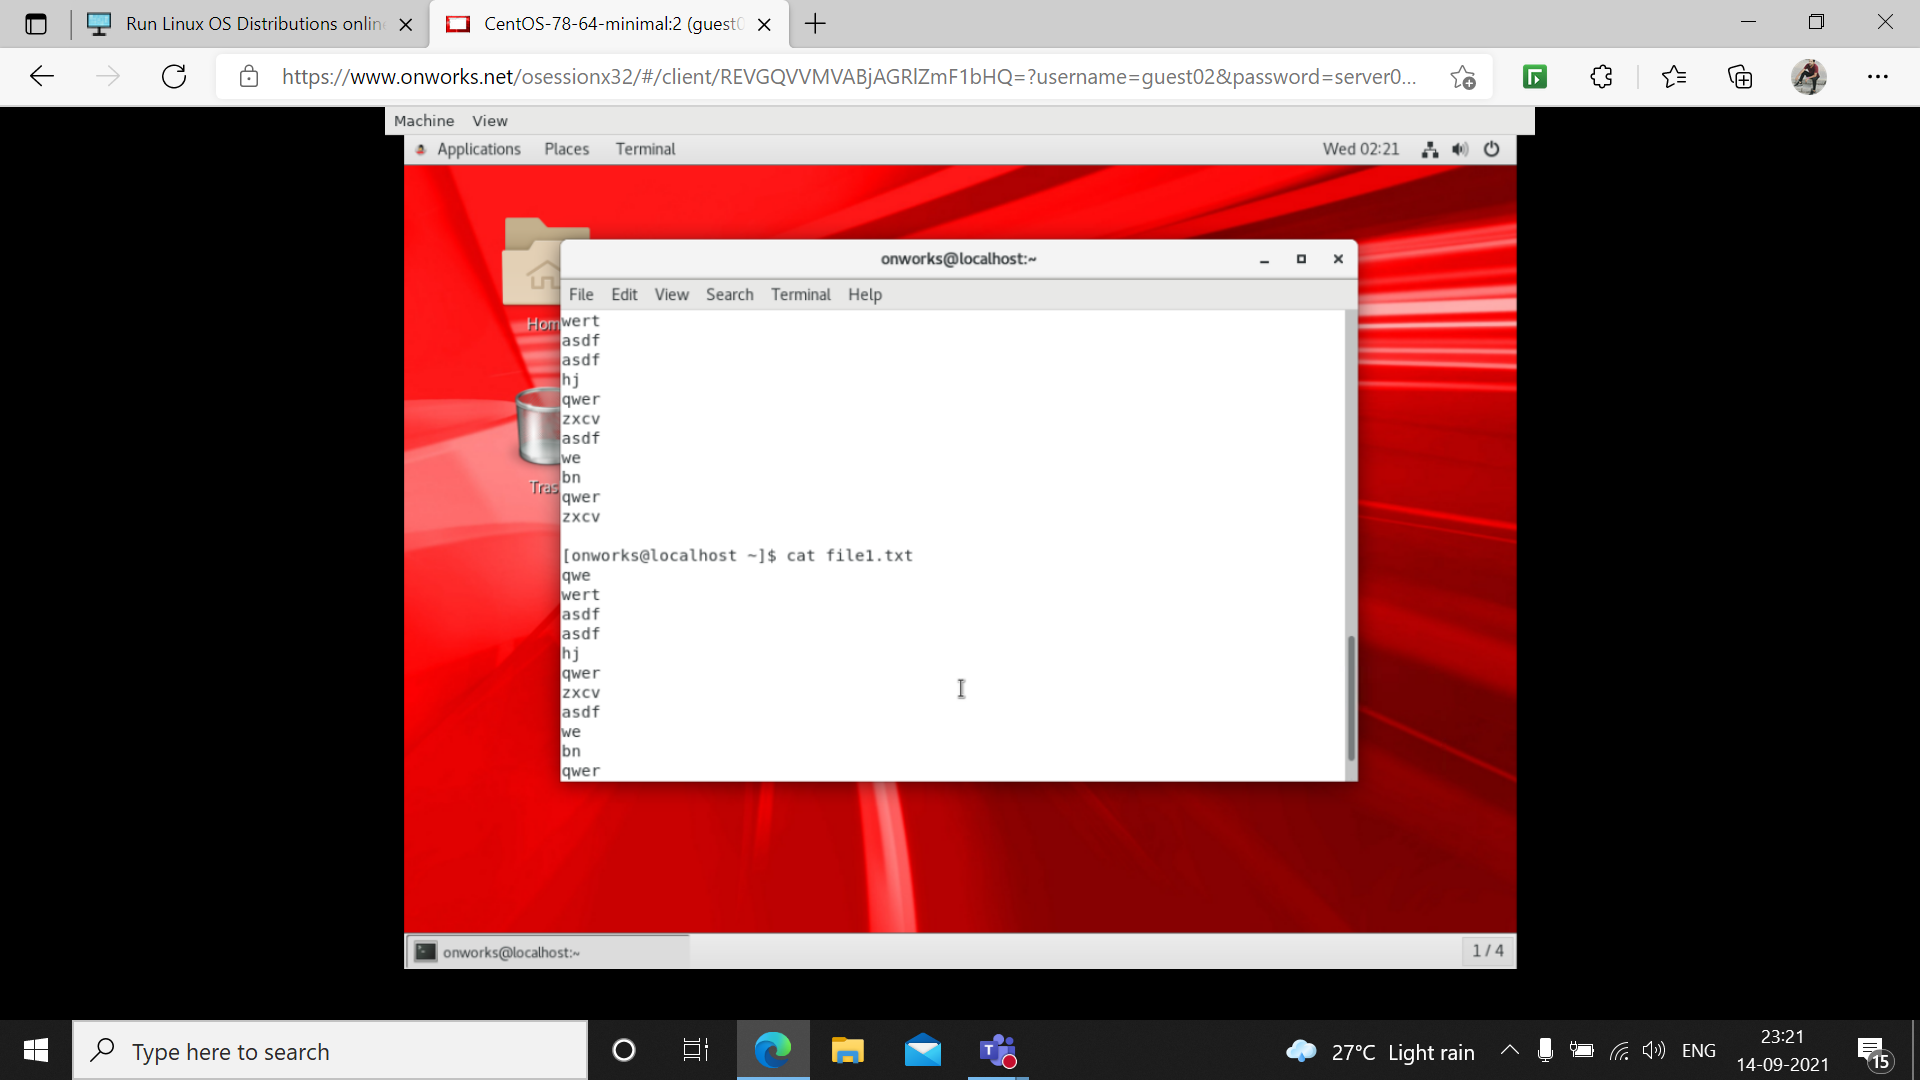 Run Linux OS Distributions onlin
CentOS-78-64-minimal:2 (guest0
https://www.onworks.net/osessionx32/#/client/REVGQVVMVABjAGRlZmF1bHQ=?username=guest02&password=server0...
Machine View
Applications Places Terminal Wed 02:21
Hom
Tras
onworks@localhost:~
File Edit View Search Terminal Help
wert
asdf
asdf
hj
qwer
zxcv
asdf
we
bn
qwer
zxcv
[onworks@localhost ~]$ cat file1.txt
qwe
wert
asdf
asdf
hj
qwer
zxcv
asdf
we
bn
qwer
onworks@localhost:~
1 / 4
Type here to search
27°C Light rain
ENG
23:21
14-09-2021
15